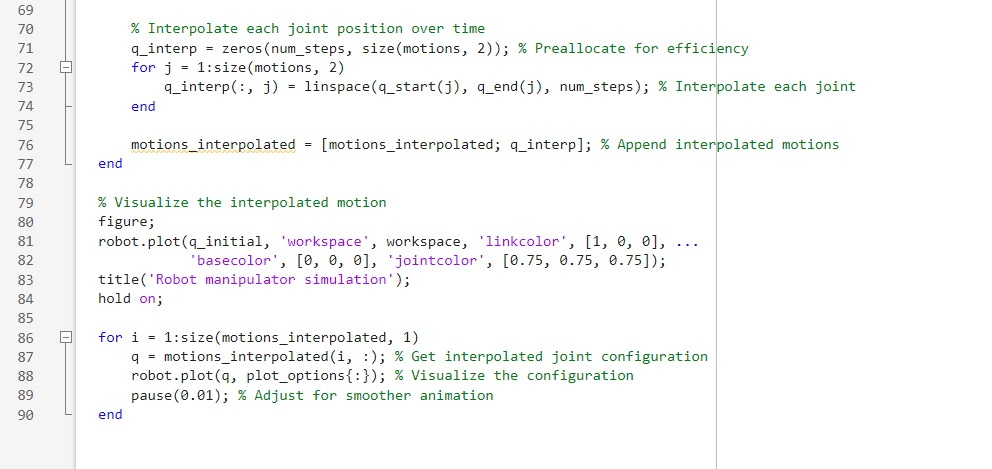 69
70 % Interpolate each joint position over time
71 q_interp = zeros(num_steps, size(motions, 2)); % Preallocate for efficiency
72 for j = 1:size(motions, 2)
73 q_interp(:, j) = linspace(q_start(j), q_end(j), num_steps); % Interpolate each joint
74 end
75
76 motions_interpolated = [motions_interpolated; q_interp]; % Append interpolated motions
77 end
78
79 % Visualize the interpolated motion
80 figure;
81 robot.plot(q_initial, 'workspace', workspace, 'linkcolor', [1, 0, 0], ...
82 'basecolor', [0, 0, 0], 'jointcolor', [0.75, 0.75, 0.75]);
83 title('Robot manipulator simulation');
84 hold on;
85
86 for i = 1:size(motions_interpolated, 1)
87 q = motions_interpolated(i, :); % Get interpolated joint configuration
88 robot.plot(q, plot_options{:}); % Visualize the configuration
89 pause(0.01); % Adjust for smoother animation
90 end